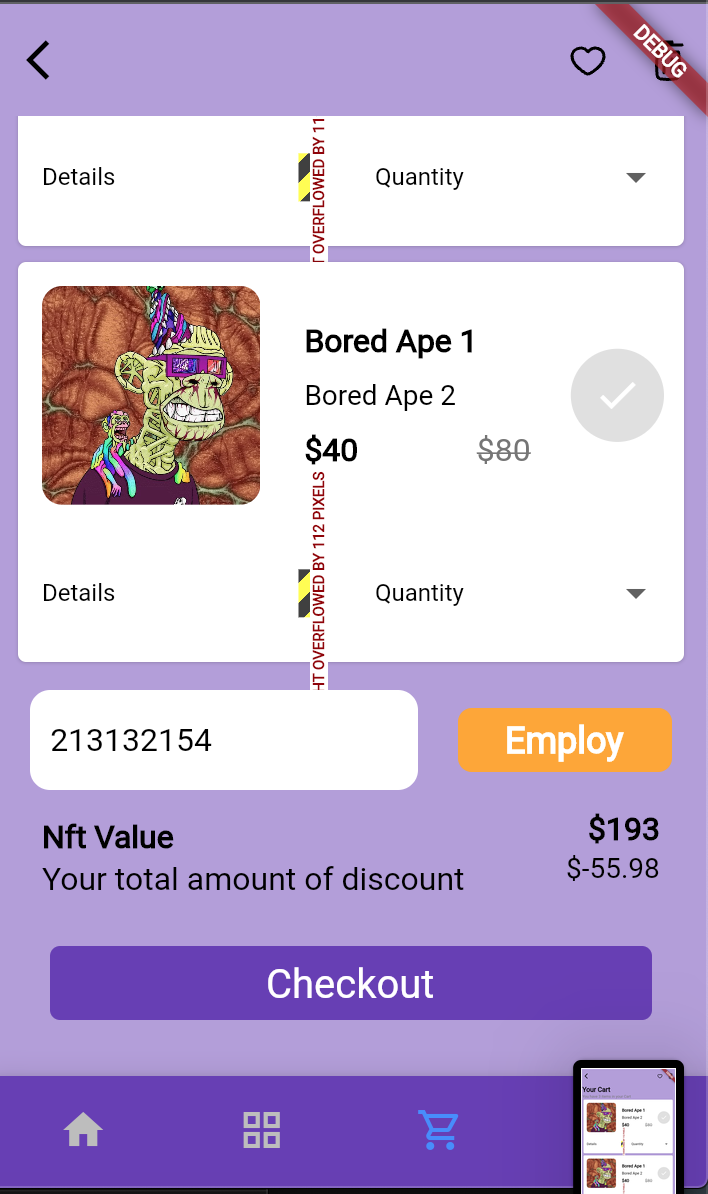 DEBUG
Details
OVERFLOWED BY 11
Quantity
Bored Ape 1
Bored Ape 2
$40 $80
OVERFLOWED BY 112 PIXELS
Details
Quantity
213132154
Employ
Nft Value
$193
Your total amount of discount
$-55.98
Checkout
Your Cart
Bored Ape 1
Bored Ape 2
$40 $80
Details
Quantity
Bored Ape 1
Bored Ape 2
$40 $80